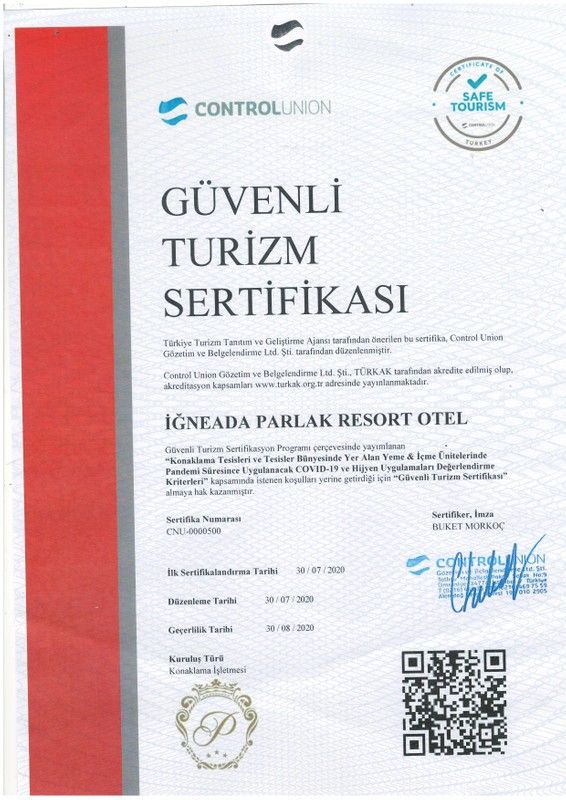 CONTROLUNION
CERTIFICATE OF
SAFE
TOURISM
CONTROLUNION
TURKEY
GÜVENLİ
TURİZM
SERTİFİKASI
Türkiye Turizm Tanıtım ve Geliştirme Ajansı tarafından önerilen bu sertifika, Control Union
Gözetim ve Belgelendirme Ltd. Şti. tarafından düzenlenmiştir.
Control Union Gözetim ve Belgelendirme Ltd. Şti., TÜRKAK tarafından akredite edilmiş olup,
akreditasyon kapsamları www.turkak.org.tr adresinde yayınlanmaktadır.
İĞNEADA PARLAK RESORT OTEL
Güvenli Turizm Sertifikasyon Programı çerçevesinde yayımlanan
“Konaklama Tesisleri ve Tesisler Bünyesinde Yer Alan Yeme & İçme Ünitelerinde
Pandemi Süresince Uygulanacak COVID-19 ve Hijyen Uygulamaları Değerlendirme
Kriterleri” kapsamında istenen koşulları yerine getirdiği için “Güvenli Turizm Sertifikası”
almaya hak kazanmıştır.
Sertifika Numarası
CNU-0000500
Sertifiker, İmza
BUKET MORKOÇ
İlk Sertifikalandırma Tarihi 30 / 07 / 2020
Düzenleme Tarihi 30 / 07 / 2020
Geçerlilik Tarihi 30 / 08 / 2020
Kuruluş Türü
Konaklama İşletmesi
CONTROLUNION
P